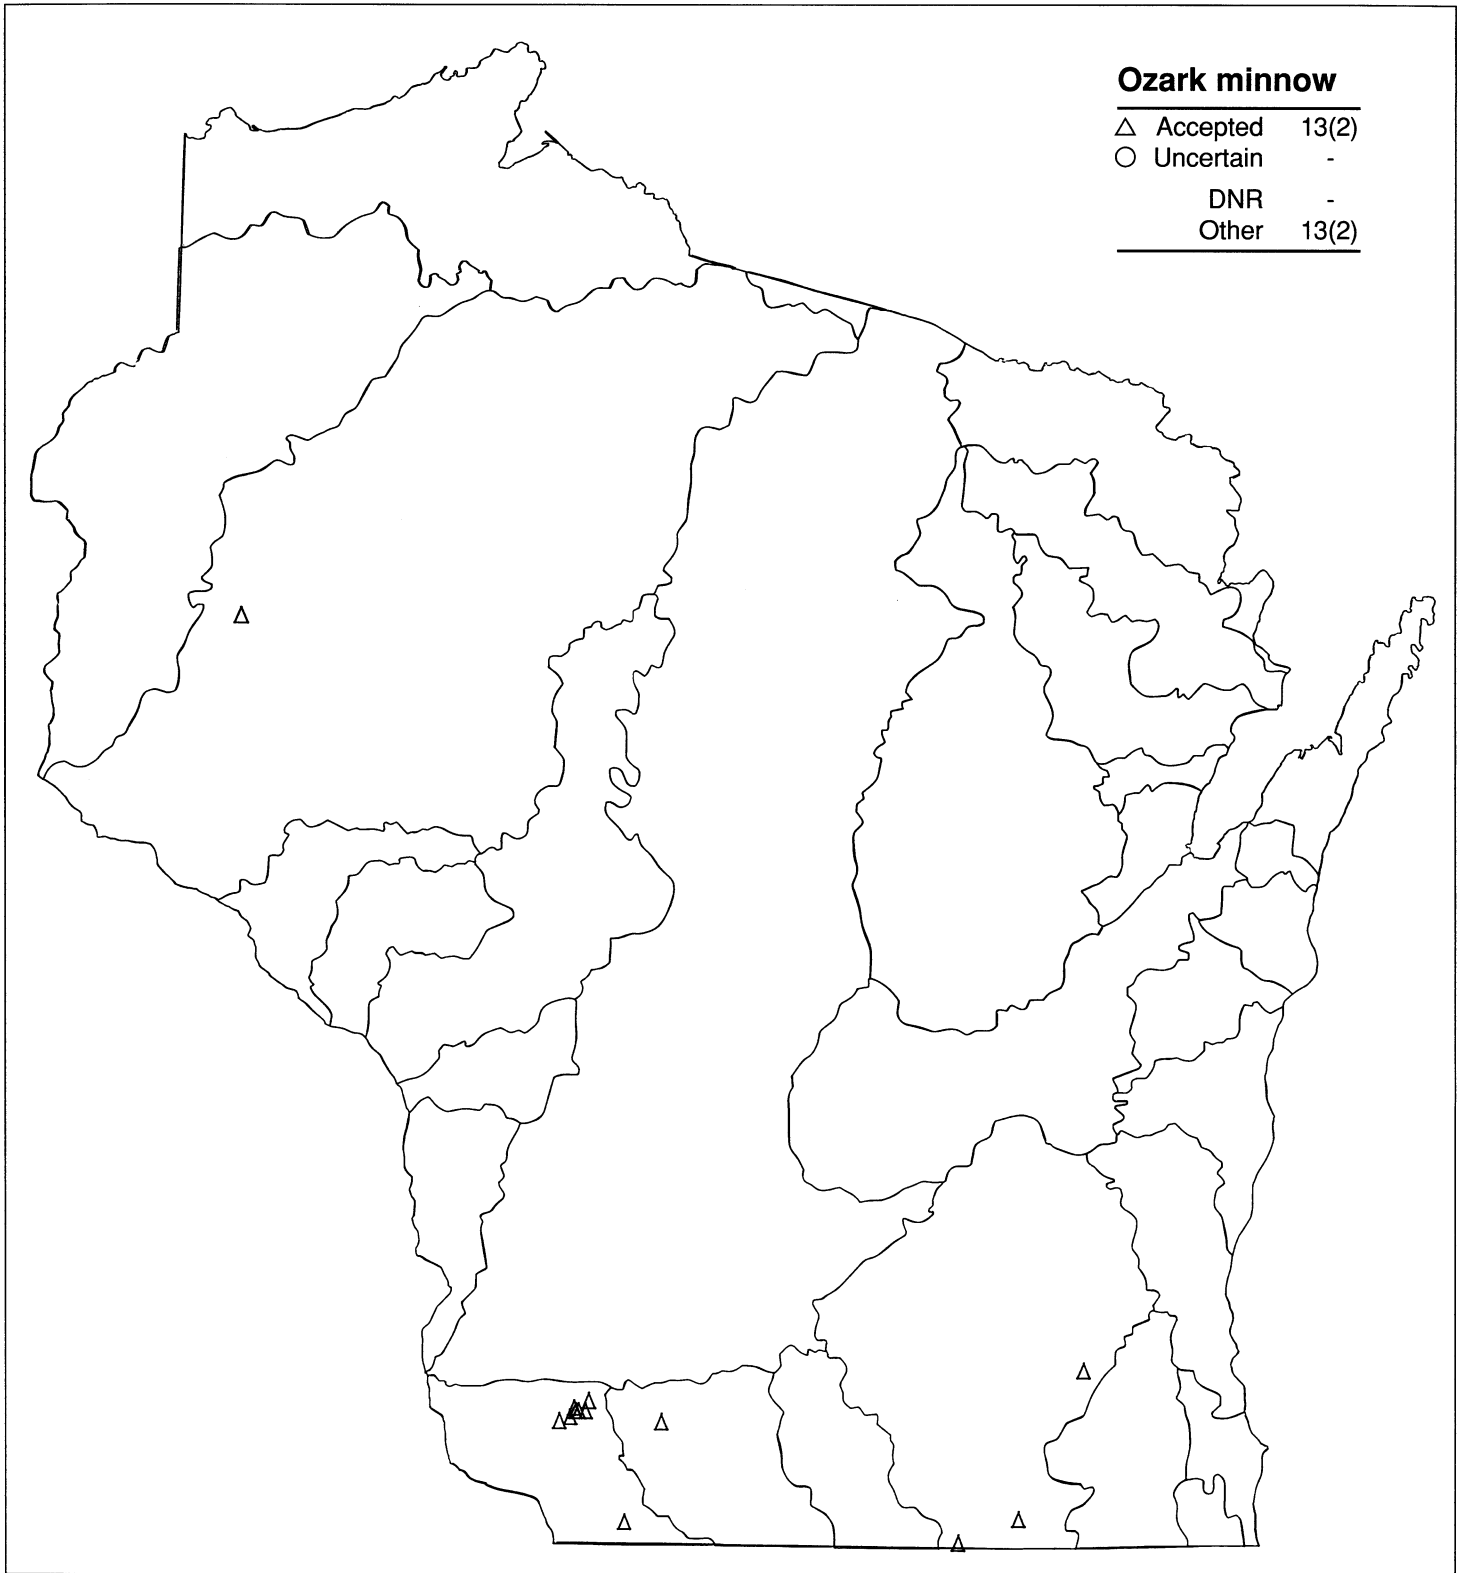 Ozark minnow
△ Accepted 13(2)
○ Uncertain -
DNR -
Other 13(2)